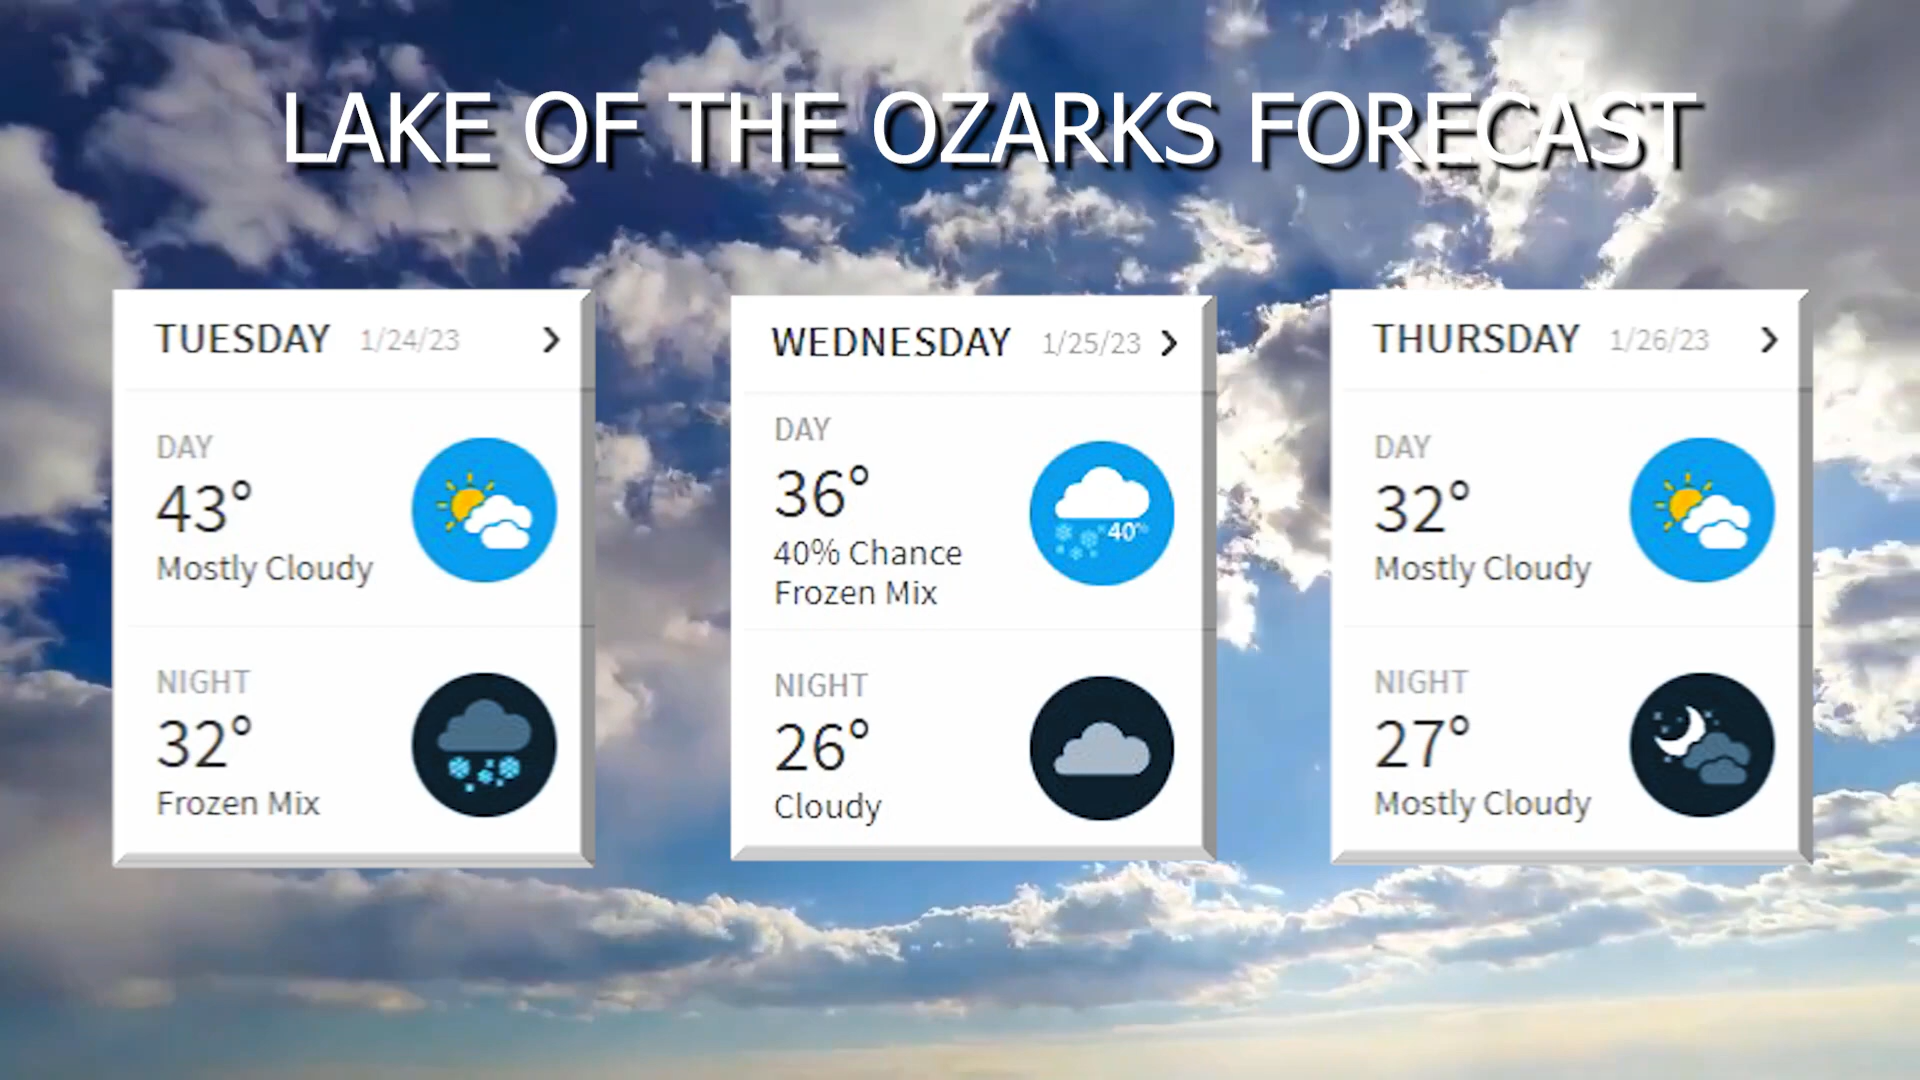 LAKE OF THE OZARKS FORECAST
TUESDAY 1/24/23
DAY
43°
Mostly Cloudy
NIGHT
32°
Frozen Mix
WEDNESDAY 1/25/23
DAY
36°
40% Chance
Frozen Mix
40%
NIGHT
26°
Cloudy
THURSDAY 1/26/23
DAY
32°
Mostly Cloudy
NIGHT
27°
Mostly Cloudy